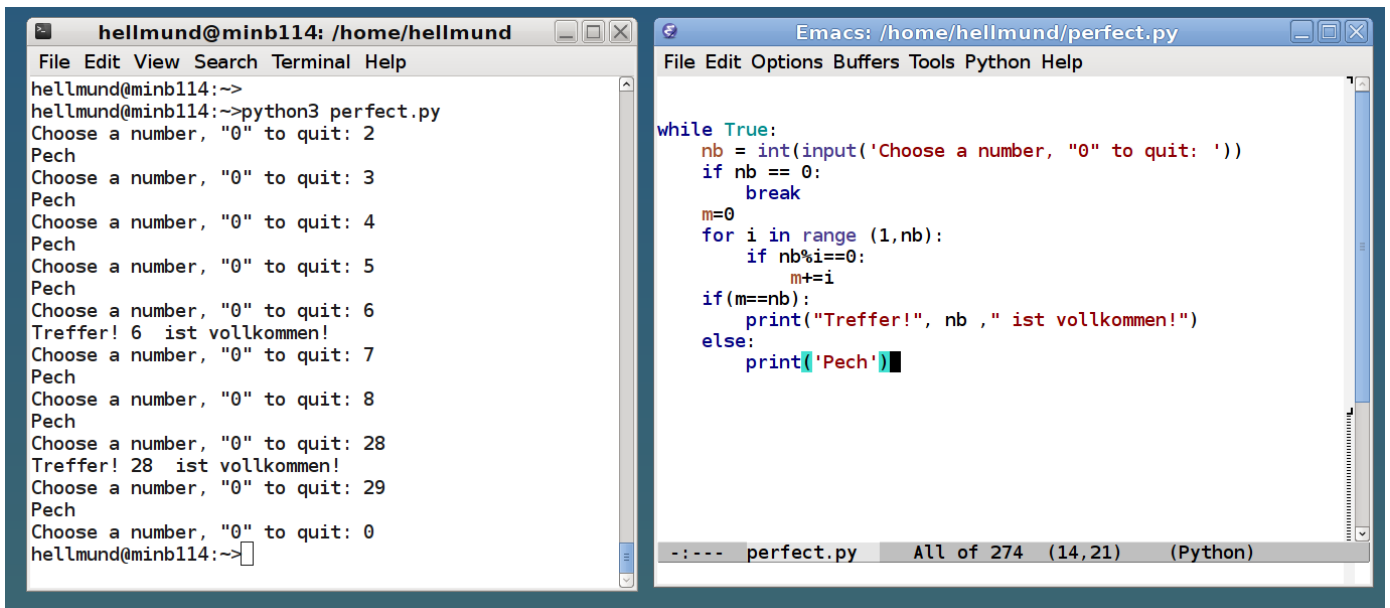 hellmund@minb114: /home/hellmund
File Edit View Search Terminal Help
hellmund@minb114:~>
hellmund@minb114:~>python3 perfect.py
Choose a number, "0" to quit: 2
Pech
Choose a number, "0" to quit: 3
Pech
Choose a number, "0" to quit: 4
Pech
Choose a number, "0" to quit: 5
Pech
Choose a number, "0" to quit: 6
Treffer! 6  ist vollkommen!
Choose a number, "0" to quit: 7
Pech
Choose a number, "0" to quit: 8
Pech
Choose a number, "0" to quit: 28
Treffer! 28  ist vollkommen!
Choose a number, "0" to quit: 29
Pech
Choose a number, "0" to quit: 0
hellmund@minb114:~>
Emacs: /home/hellmund/perfect.py
File Edit Options Buffers Tools Python Help
while True:
    nb = int(input('Choose a number, "0" to quit: '))
    if nb == 0:
        break
    m=0
    for i in range (1,nb):
        if nb%i==0:
            m+=i
    if(m==nb):
        print("Treffer!", nb ," ist vollkommen!")
    else:
        print('Pech')
-:---  perfect.py     All of 274  (14,21)    (Python)